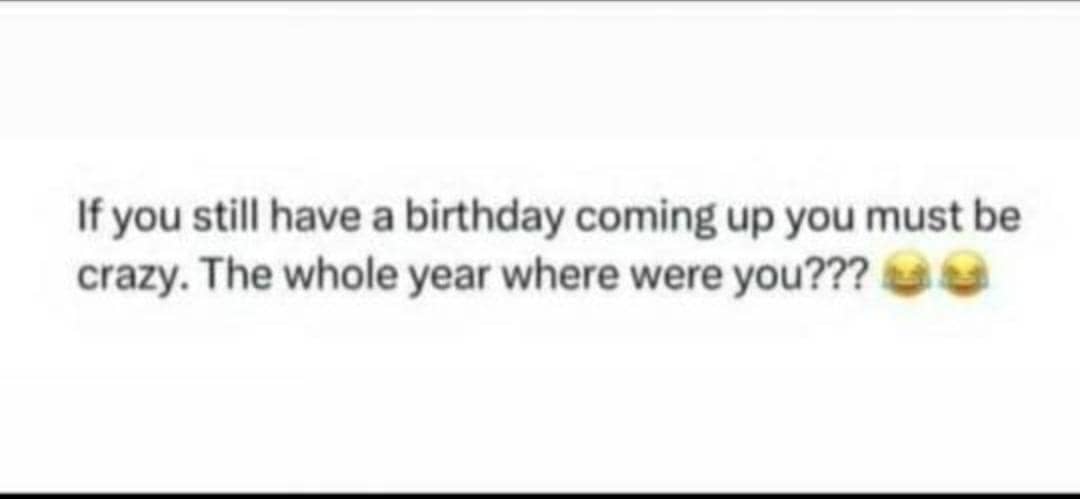 If you still have a birthday coming up you must be
crazy. The whole year where were you??? 😂😂